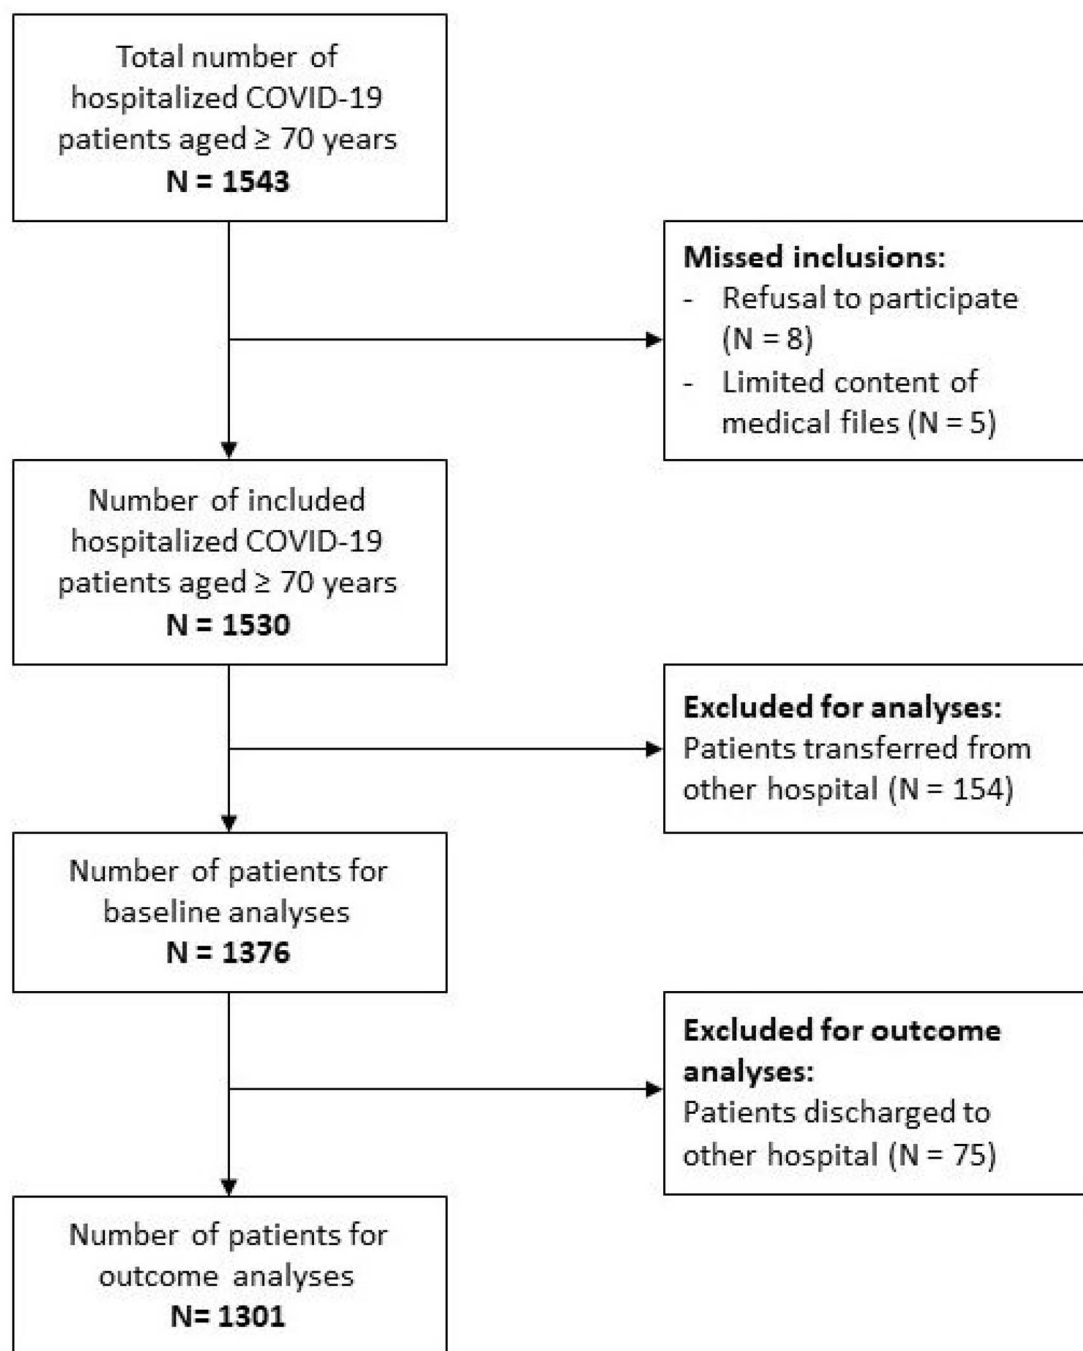 Total number of
hospitalized COVID-19
patients aged ≥ 70 years
N = 1543
Missed inclusions:
- Refusal to participate
(N = 8)
- Limited content of
medical files (N = 5)
Number of included
hospitalized COVID-19
patients aged ≥ 70 years
N = 1530
Excluded for analyses:
Patients transferred from
other hospital (N = 154)
Number of patients for
baseline analyses
N = 1376
Excluded for outcome
analyses:
Patients discharged to
other hospital (N = 75)
Number of patients for
outcome analyses
N= 1301